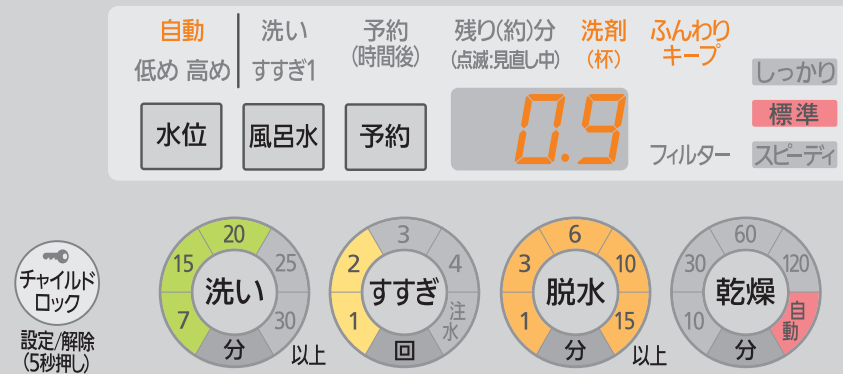 自動
洗い
予約
(時間後)
残り(約)分
(点滅:見直し中)
洗剤
(杯)
ふんわり
キープ
低め 高め
すすぎ1
しっかり
標準
スピーディ
水位
風呂水
予約
0.9
フィルター
チャイルド
ロック
設定/解除
(5秒押し)
7
15
20
25
30
洗い
分
以上
1
2
3
4
注水
すすぎ
回
1
3
6
10
15
脱水
分
以上
10
30
60
120
自動
乾燥
分